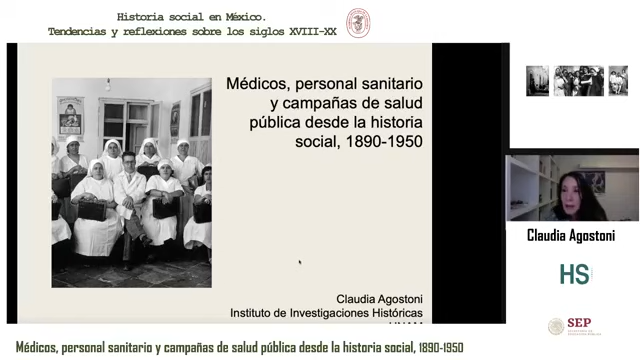 Historia social en México.
Tendencias y reflexiones sobre los siglos XVIII-XX
Médicos, personal sanitario
y campañas de salud
pública desde la historia
social, 1890-1950
Claudia Agostoni
Instituto de Investigaciones Históricas
UNAM
Claudia Agostoni
HS
SEP
Médicos, personal sanitario y campañas de salud pública desde la historia social, 1890-1950